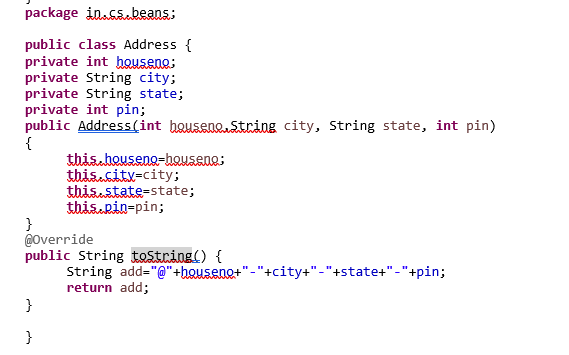 }
package in.cs.beans;
public class Address {
private int houseno;
private String city;
private String state;
private int pin;
public Address(int houseno,String city, String state, int pin)
{
this.houseno=houseno;
this.city=city;
this.state=state;
this.pin=pin;
}
@Override
public String toString() {
String add="@"+houseno+"-"+city+"-"+state+"-"+pin;
return add;
}
}